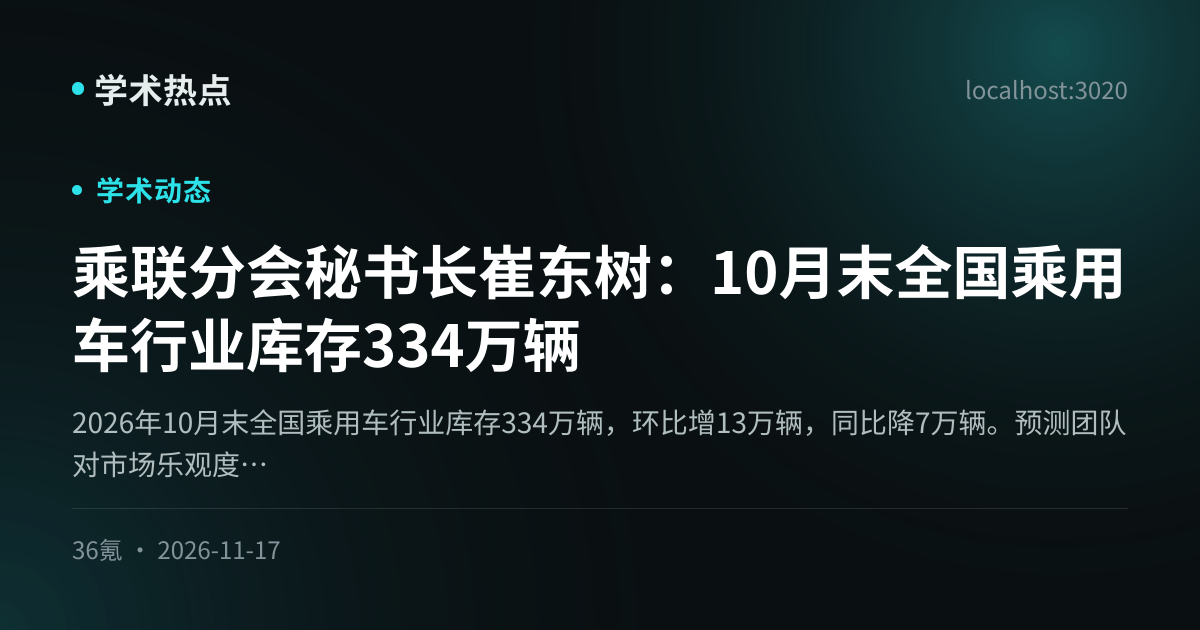 学术热点
localhost:3020
学术动态
乘联分会秘书长崔东树：10月末全国乘用
车行业库存334万辆
2026年10月末全国乘用车行业库存334万辆，环比增13万辆，同比降7万辆。预测团队
对市场乐观度…
36氪 · 2026-11-17